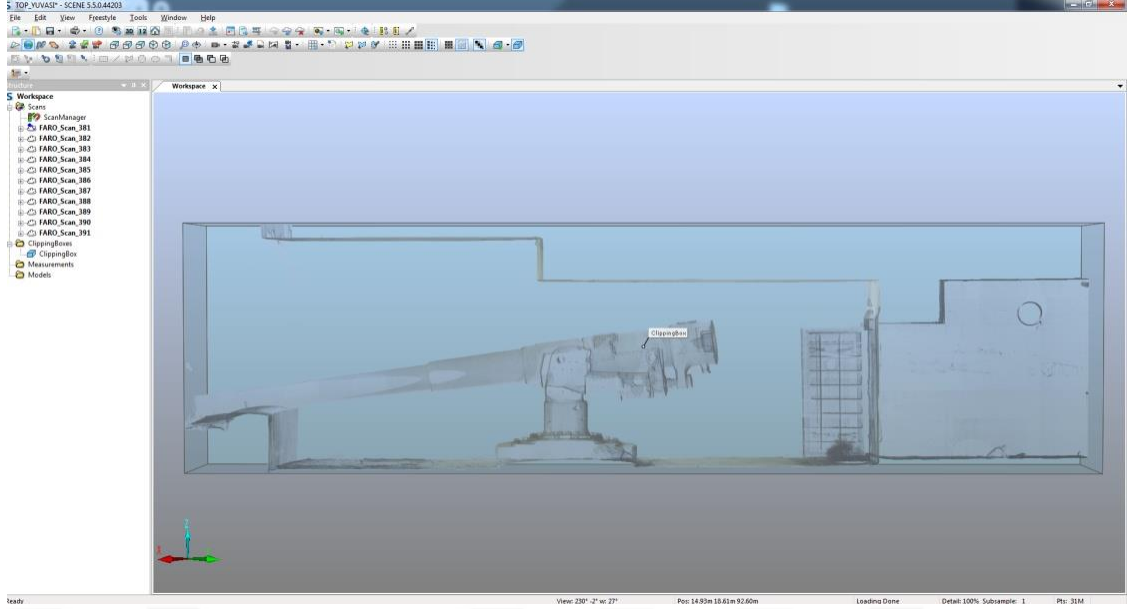 TOP_YUVASI* - SCENE 5.5.0.44203
File Edit View Freestyle Tools Window Help
Structure
Workspace
Workspace
Scans
ScanManager
FARO_Scan_381
FARO_Scan_382
FARO_Scan_383
FARO_Scan_384
FARO_Scan_385
FARO_Scan_386
FARO_Scan_387
FARO_Scan_388
FARO_Scan_389
FARO_Scan_390
FARO_Scan_391
ClippingBoxes
ClippingBox
Measurements
Models
ClippingBox
Z
Ready View: 230° -2° w: 27° Pos: 14.93m 18.61m 92.60m Loading Done Detail: 100% Subsample: 1 Pts: 31M